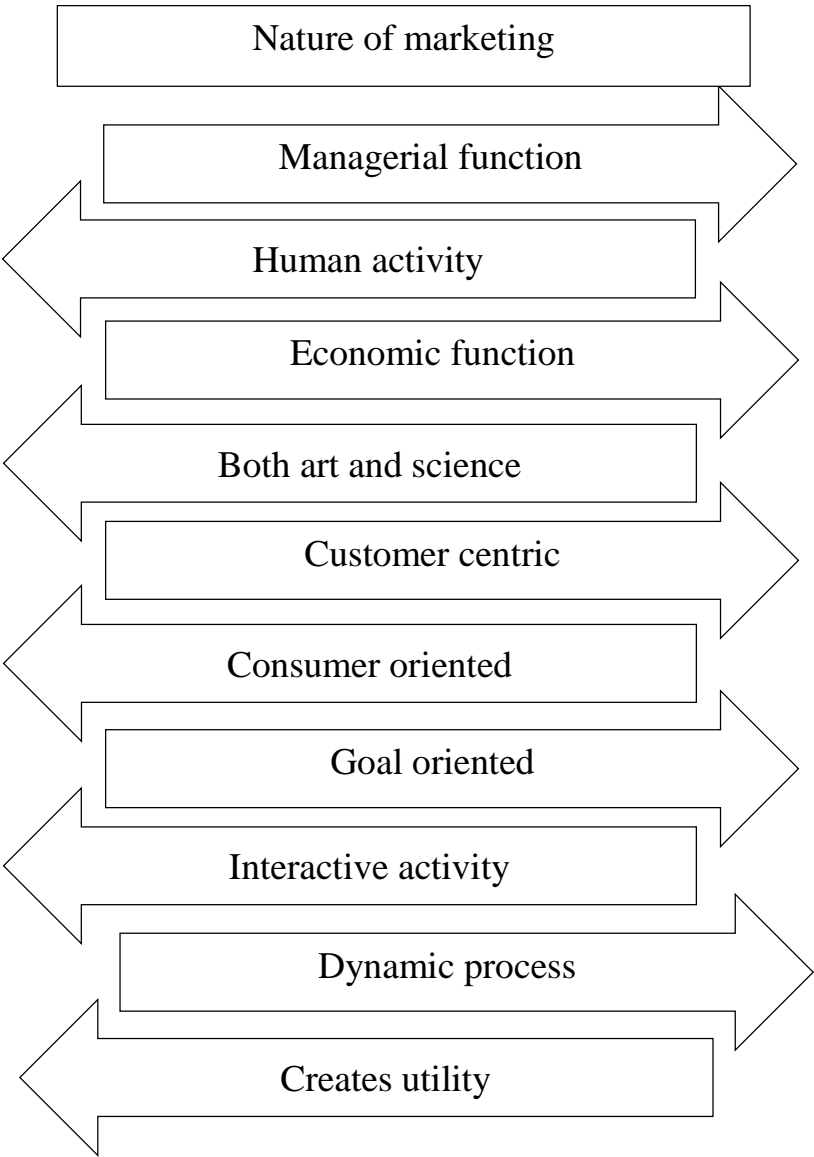 Nature of marketing
Managerial function
Human activity
Economic function
Both art and science
Customer centric
Consumer oriented
Goal oriented
Interactive activity
Dynamic process
Creates utility